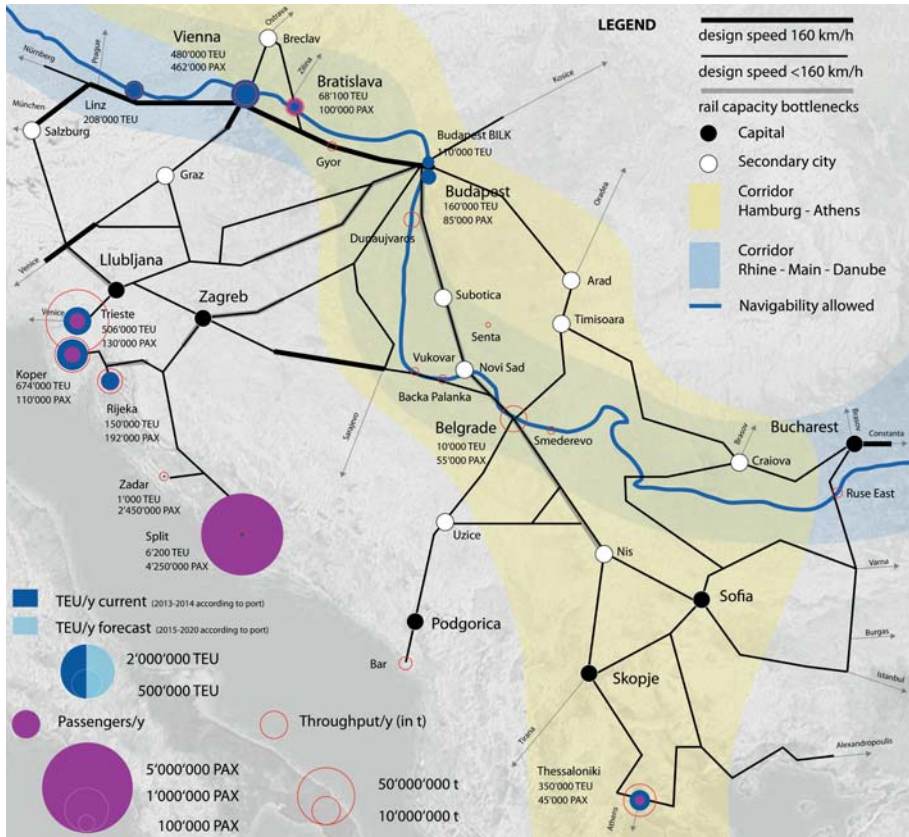 Ostrava
Nürnberg
Prague
Vienna
480'000 TEU
462'000 PAX
Breclav
Žilina
Bratislava
68'100 TEU
100'000 PAX
Kosice
München
Linz
208'000 TEU
Salzburg
Graz
Gyor
Budapest BILK
110'000 TEU
Budapest
160'000 TEU
85'000 PAX
Dunaujvaros
Oradea
Venice
Llubljana
Zagreb
Subotica
Arad
Timisoara
Senta
Venice
Trieste
506'000 TEU
130'000 PAX
Koper
674'000 TEU
110'000 PAX
Rijeka
150'000 TEU
192'000 PAX
Vukovar
Novi Sad
Backa Palanka
Sarajevo
Belgrade
10'000 TEU
55'000 PAX
Smederevo
Brasov
Craiova
Bucharest
Brasov
Constanta
Ruse East
Zadar
1'000 TEU
2'450'000 PAX
Split
6'200 TEU
4'250'000 PAX
Uzice
Nis
Varna
Sofia
Podgorica
Bar
Burgas
Istanbul
Skopje
Tirana
Alexandropoulis
Thessaloniki
350'000 TEU
45'000 PAX
Athens
LEGEND
design speed 160 km/h
design speed <160 km/h
rail capacity bottlenecks
Capital
Secondary city
Corridor
Hamburg - Athens
Corridor
Rhine - Main - Danube
Navigability allowed
TEU/y current (2013-2014 according to port)
TEU/y forecast (2015-2020 according to port)
2'000'000 TEU
500'000 TEU
Passengers/y
5'000'000 PAX
1'000'000 PAX
100'000 PAX
Throughput/y (in t)
50'000'000 t
10'000'000 t